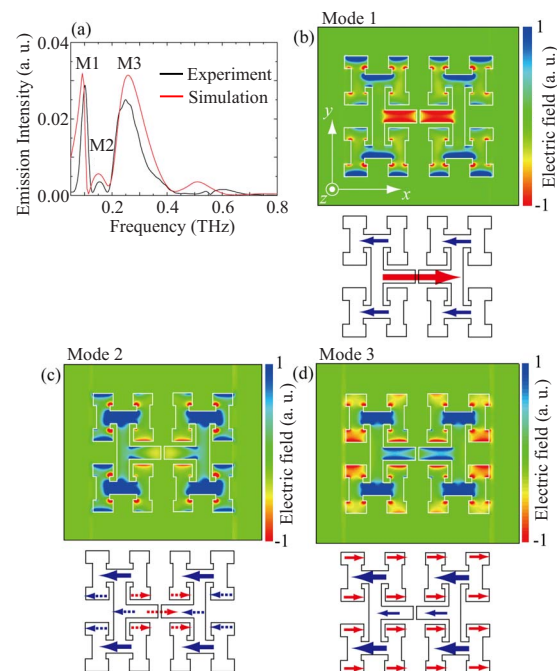 (a)
Emission Intensity (a. u.)
0.04
0.03
0.02
0.01
0.00
M1
M2
M3
Experiment
Simulation
0.2
0.4
0.6
0.8
Frequency (THz)
Mode 1
(b)
y
z
x
1
-1
Electric field (a. u.)
Mode 2
(c)
1
-1
Electric field (a. u.)
Mode 3
(d)
1
-1
Electric field (a. u.)